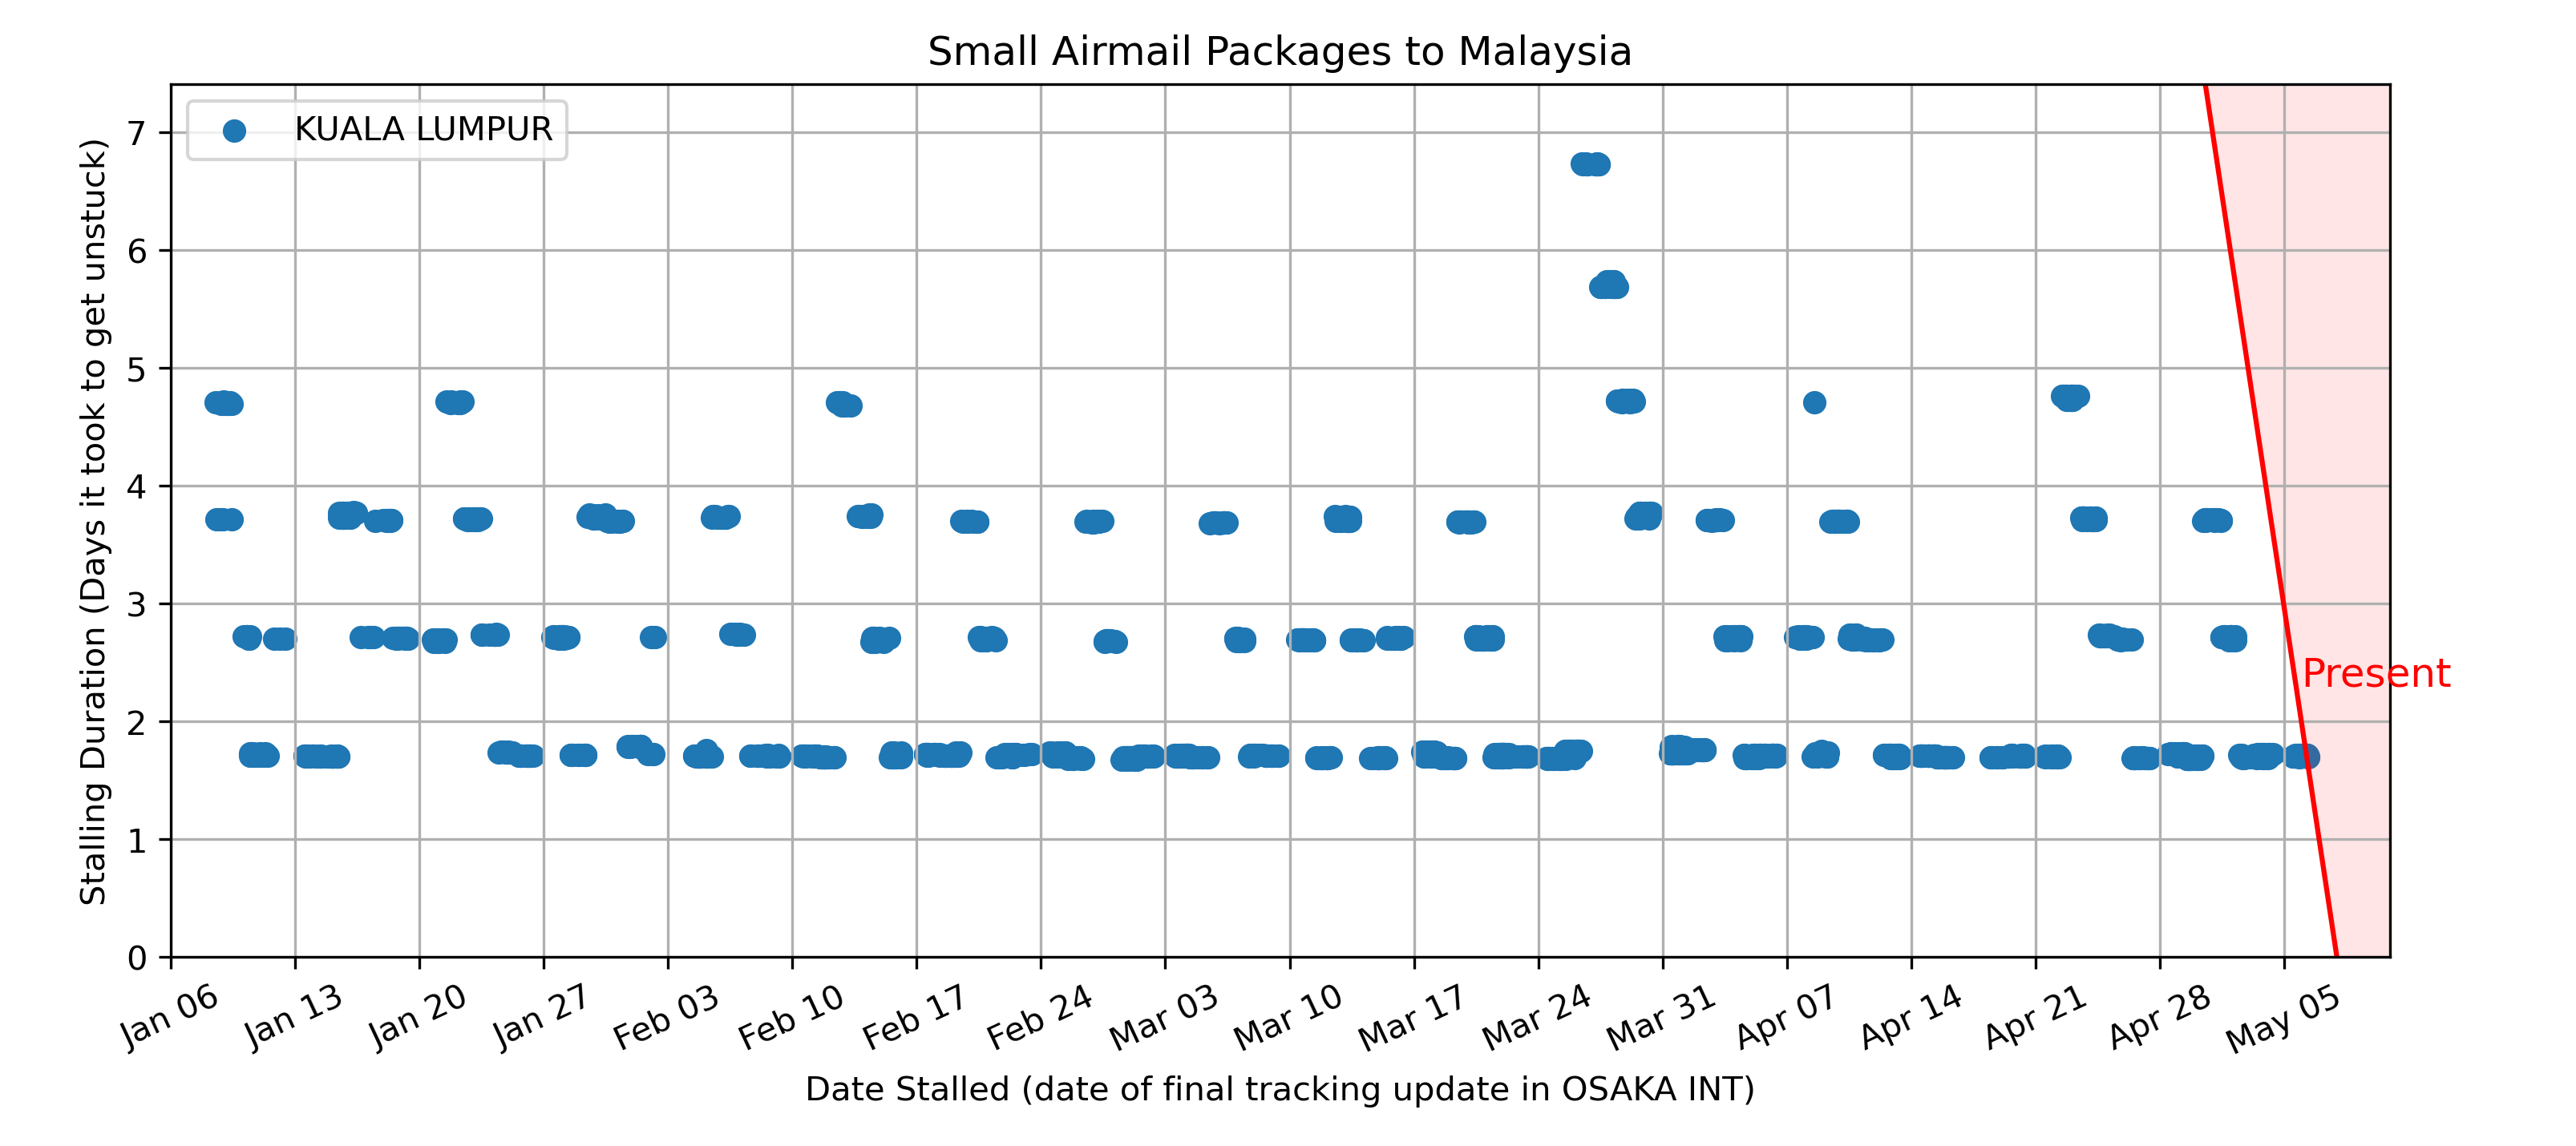 Small Airmail Packages to Malaysia
KUALA LUMPUR
Stalling Duration (Days it took to get unstuck)
7
6
5
4
3
2
1
0
Present
Jan 06
Jan 13
Jan 20
Jan 27
Feb 03
Feb 10
Feb 17
Feb 24
Mar 03
Mar 10
Mar 17
Mar 24
Mar 31
Apr 07
Apr 14
Apr 21
Apr 28
May 05
Date Stalled (date of final tracking update in OSAKA INT)